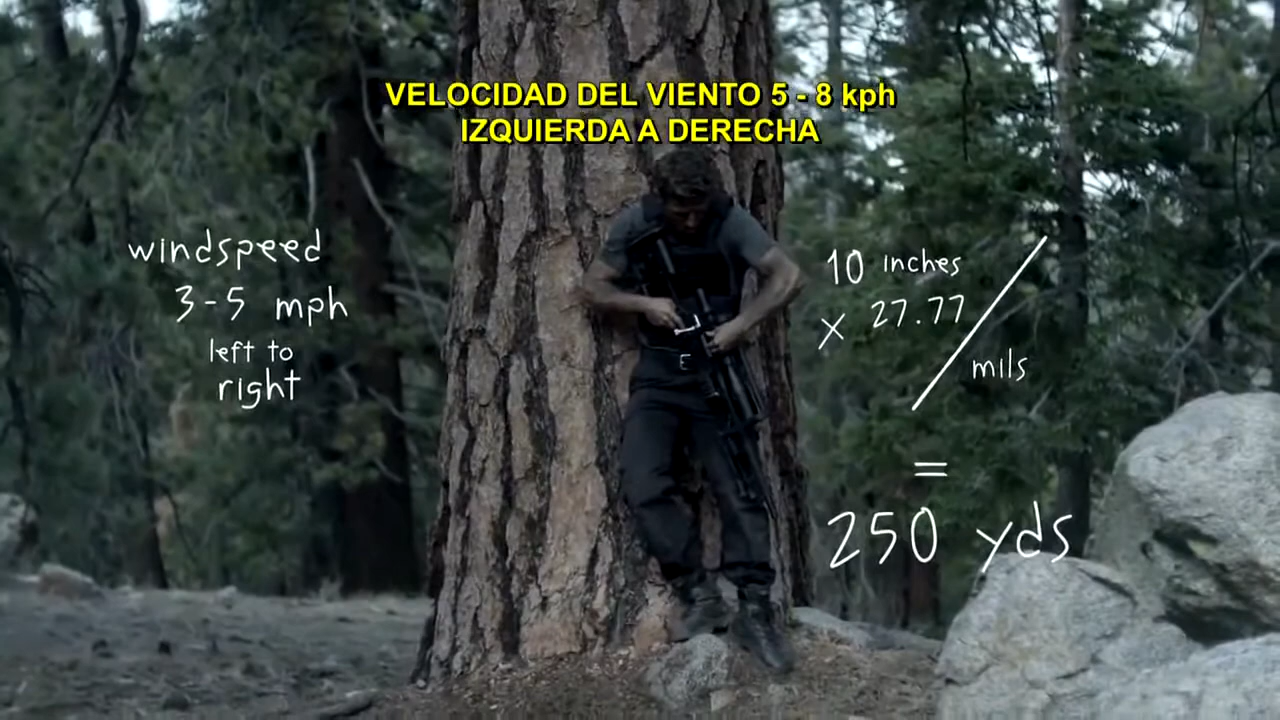 VELOCIDAD DEL VIENTO 5 - 8 kph
IZQUIERDA A DERECHA
windspeed
3-5 mph
left to
right
10 inches
x 27.77
mils
=
250 yds